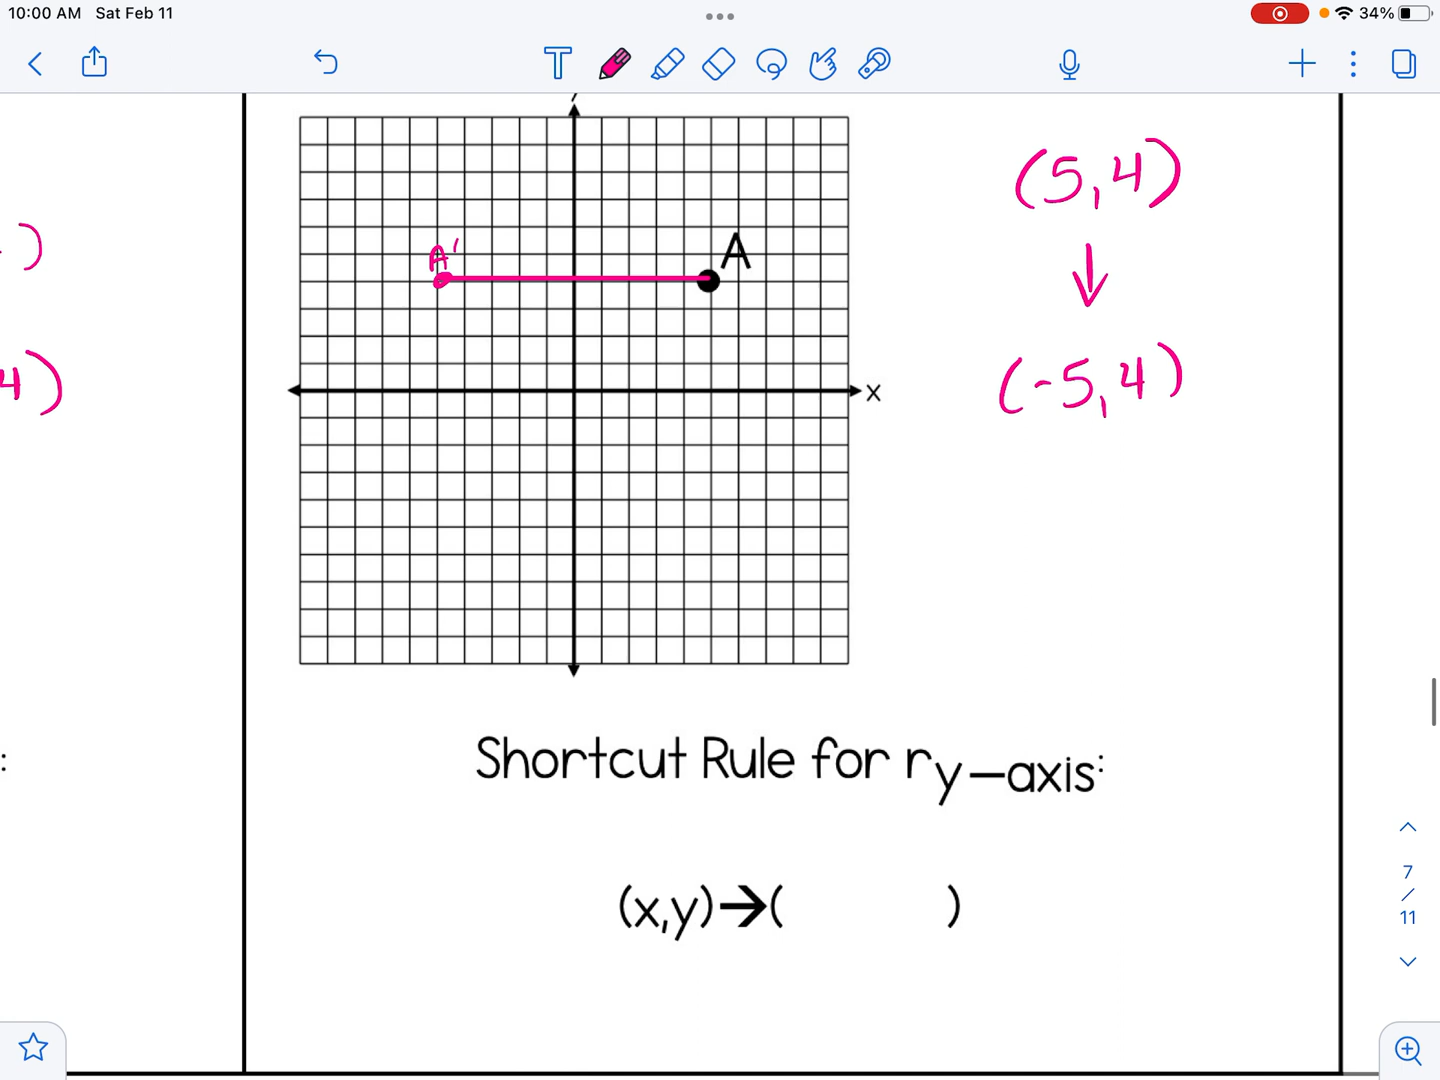 10:00 AM Sat Feb 11
34%
T
y
(5,4)
)
A'
A
4)
x
(-5,4)
Shortcut Rule for ry-axis:
:
7
/
11
(x,y)→( )